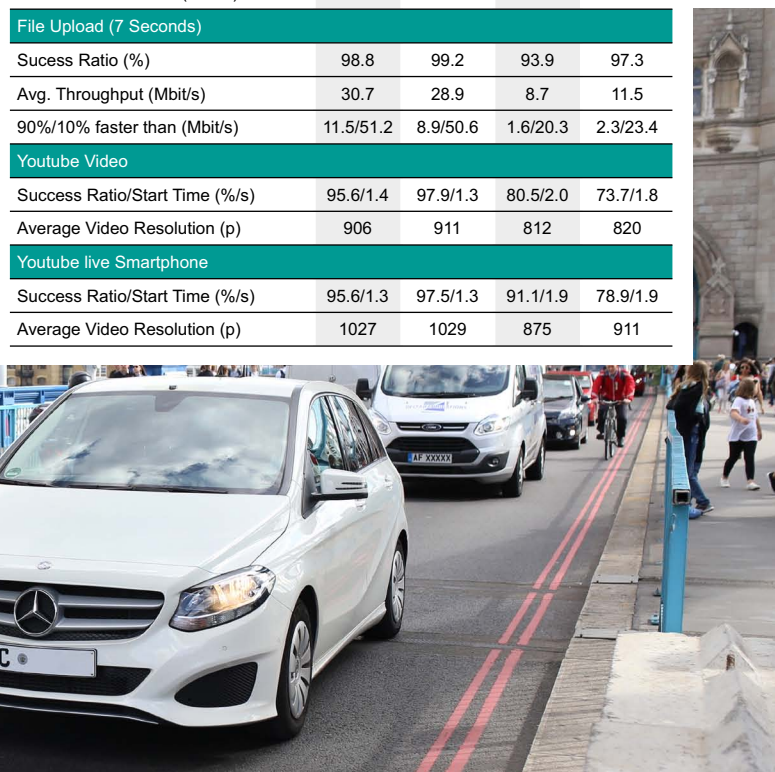 File Upload (7 Seconds)
Sucess Ratio (%) 98.8 99.2 93.9 97.3
Avg. Throughput (Mbit/s) 30.7 28.9 8.7 11.5
90%/10% faster than (Mbit/s) 11.5/51.2 8.9/50.6 1.6/20.3 2.3/23.4
Youtube Video
Success Ratio/Start Time (%/s) 95.6/1.4 97.9/1.3 80.5/2.0 73.7/1.8
Average Video Resolution (p) 906 911 812 820
Youtube live Smartphone
Success Ratio/Start Time (%/s) 95.6/1.3 97.5/1.3 91.1/1.9 78.9/1.9
Average Video Resolution (p) 1027 1029 875 911
AF XXXXX
C